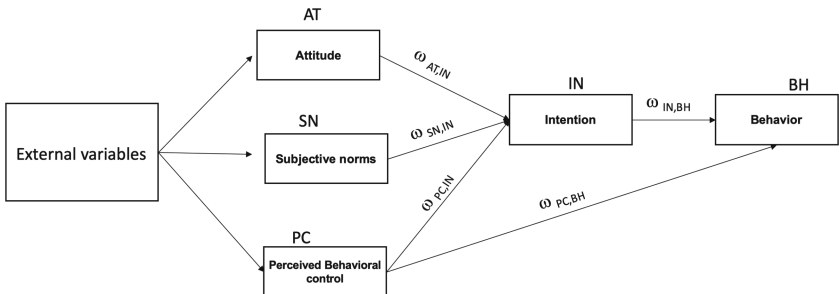 AT
Attitude
ω AT,IN
External variables
SN
Subjective norms
ω SN,IN
PC
Perceived Behavioral
control
ω PC,IN
IN
Intention
ω IN,BH
BH
Behavior
ω PC,BH